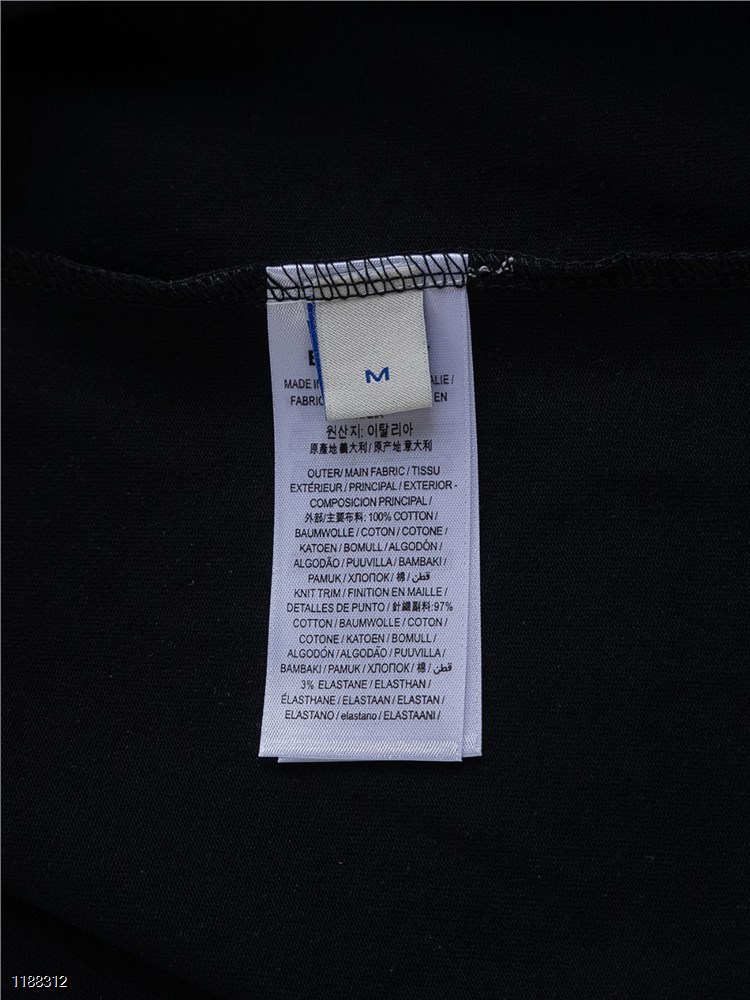 M
MADE I
ALIE /
FABRIC
EN
원산지: 이탈리아
原產地 義大利 / 原产地 意大利
OUTER/ MAIN FABRIC / TISSU
EXTÉRIEUR / PRINCIPAL / EXTERIOR -
COMPOSICION PRINCIPAL /
外部/主要布料: 100% COTTON /
BAUMWOLLE / COTON / COTONE /
KATOEN / BOMULL / ALGODÓN /
ALGODÃO / PUUVILLA / BAMBAKI /
PAMUK / ХЛОПОК / 棉 / قطن
KNIT TRIM / FINITION EN MAILLE /
DETALLES DE PUNTO / 針織副料:97%
COTTON / BAUMWOLLE / COTON /
COTONE / KATOEN / BOMULL /
ALGODÓN / ALGODÃO / PUUVILLA /
BAMBAKI / PAMUK / ХЛОПОК / 棉 / قطن
3% ELASTANE / ELASTHAN /
ÉLASTHANE / ELASTAAN / ELASTAN /
ELASTANO / elastano / ELASTAANI /
1188312